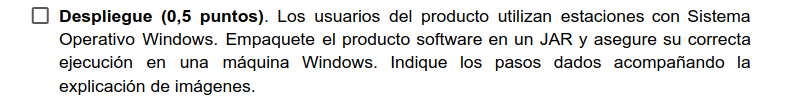 Despliegue (0,5 puntos). Los usuarios del producto utilizan estaciones con Sistema
Operativo Windows. Empaquete el producto software en un JAR y asegure su correcta
ejecución en una máquina Windows. Indique los pasos dados acompañando la
explicación de imágenes.